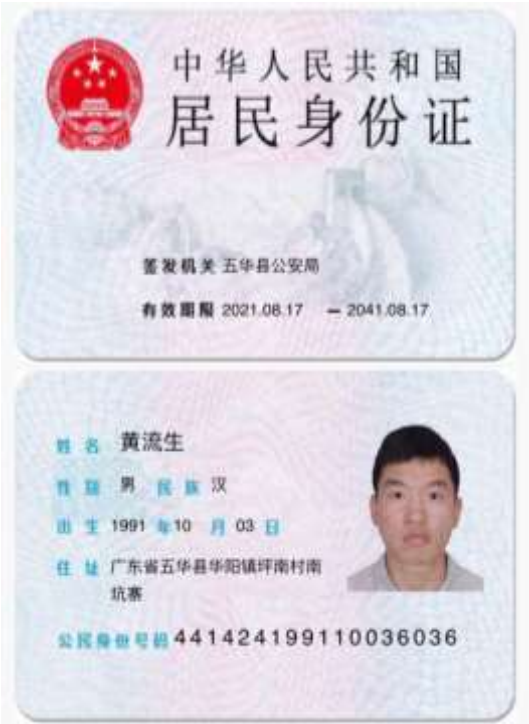 中华人民共和国
居民身份证
签发机关 五华县公安局
有效期限 2021.08.17 - 2041.08.17
姓名 黄流生
性别 男 民族 汉
出生 1991 年 10 月 03 日
住址 广东省五华县华阳镇坪南村南
坑寨
公民身份号码 441424199110036036